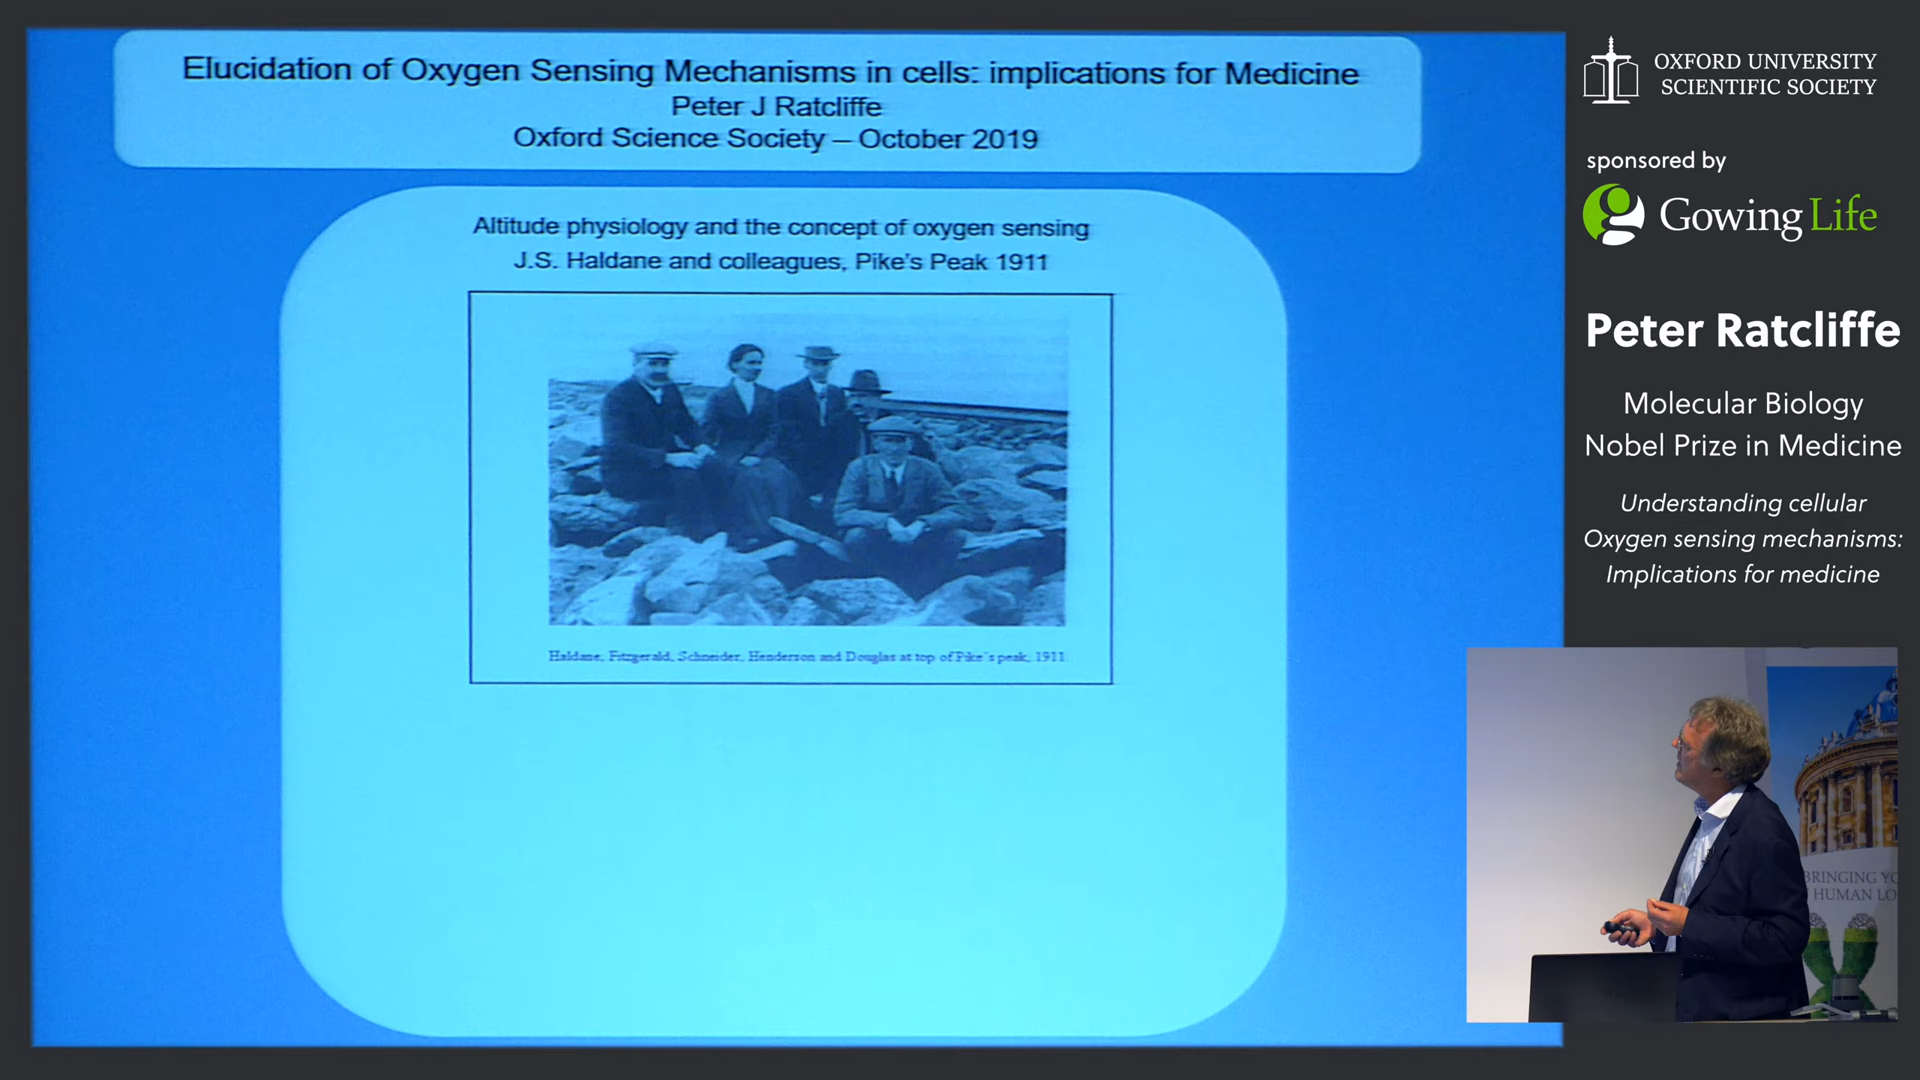 Elucidation of Oxygen Sensing Mechanisms in cells: implications for Medicine
Peter J Ratcliffe
Oxford Science Society – October 2019
Altitude physiology and the concept of oxygen sensing
J.S. Haldane and colleagues, Pike's Peak 1911
Haldane, Fitzgerald, Schneider, Henderson and Douglas at top of Pike's peak, 1911
OXFORD UNIVERSITY
SCIENTIFIC SOCIETY
sponsored by
Gowing Life
Peter Ratcliffe
Molecular Biology
Nobel Prize in Medicine
Understanding cellular
Oxygen sensing mechanisms:
Implications for medicine
BRINGING
HUMAN